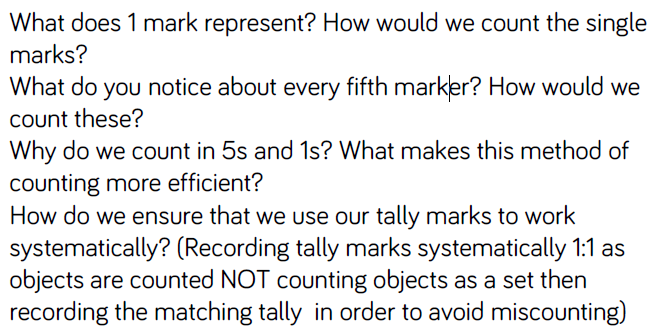 What does 1 mark represent? How would we count the single
marks?
What do you notice about every fifth marker? How would we
count these?
Why do we count in 5s and 1s? What makes this method of
counting more efficient?
How do we ensure that we use our tally marks to work
systematically? (Recording tally marks systematically 1:1 as
objects are counted NOT counting objects as a set then
recording the matching tally  in order to avoid miscounting)